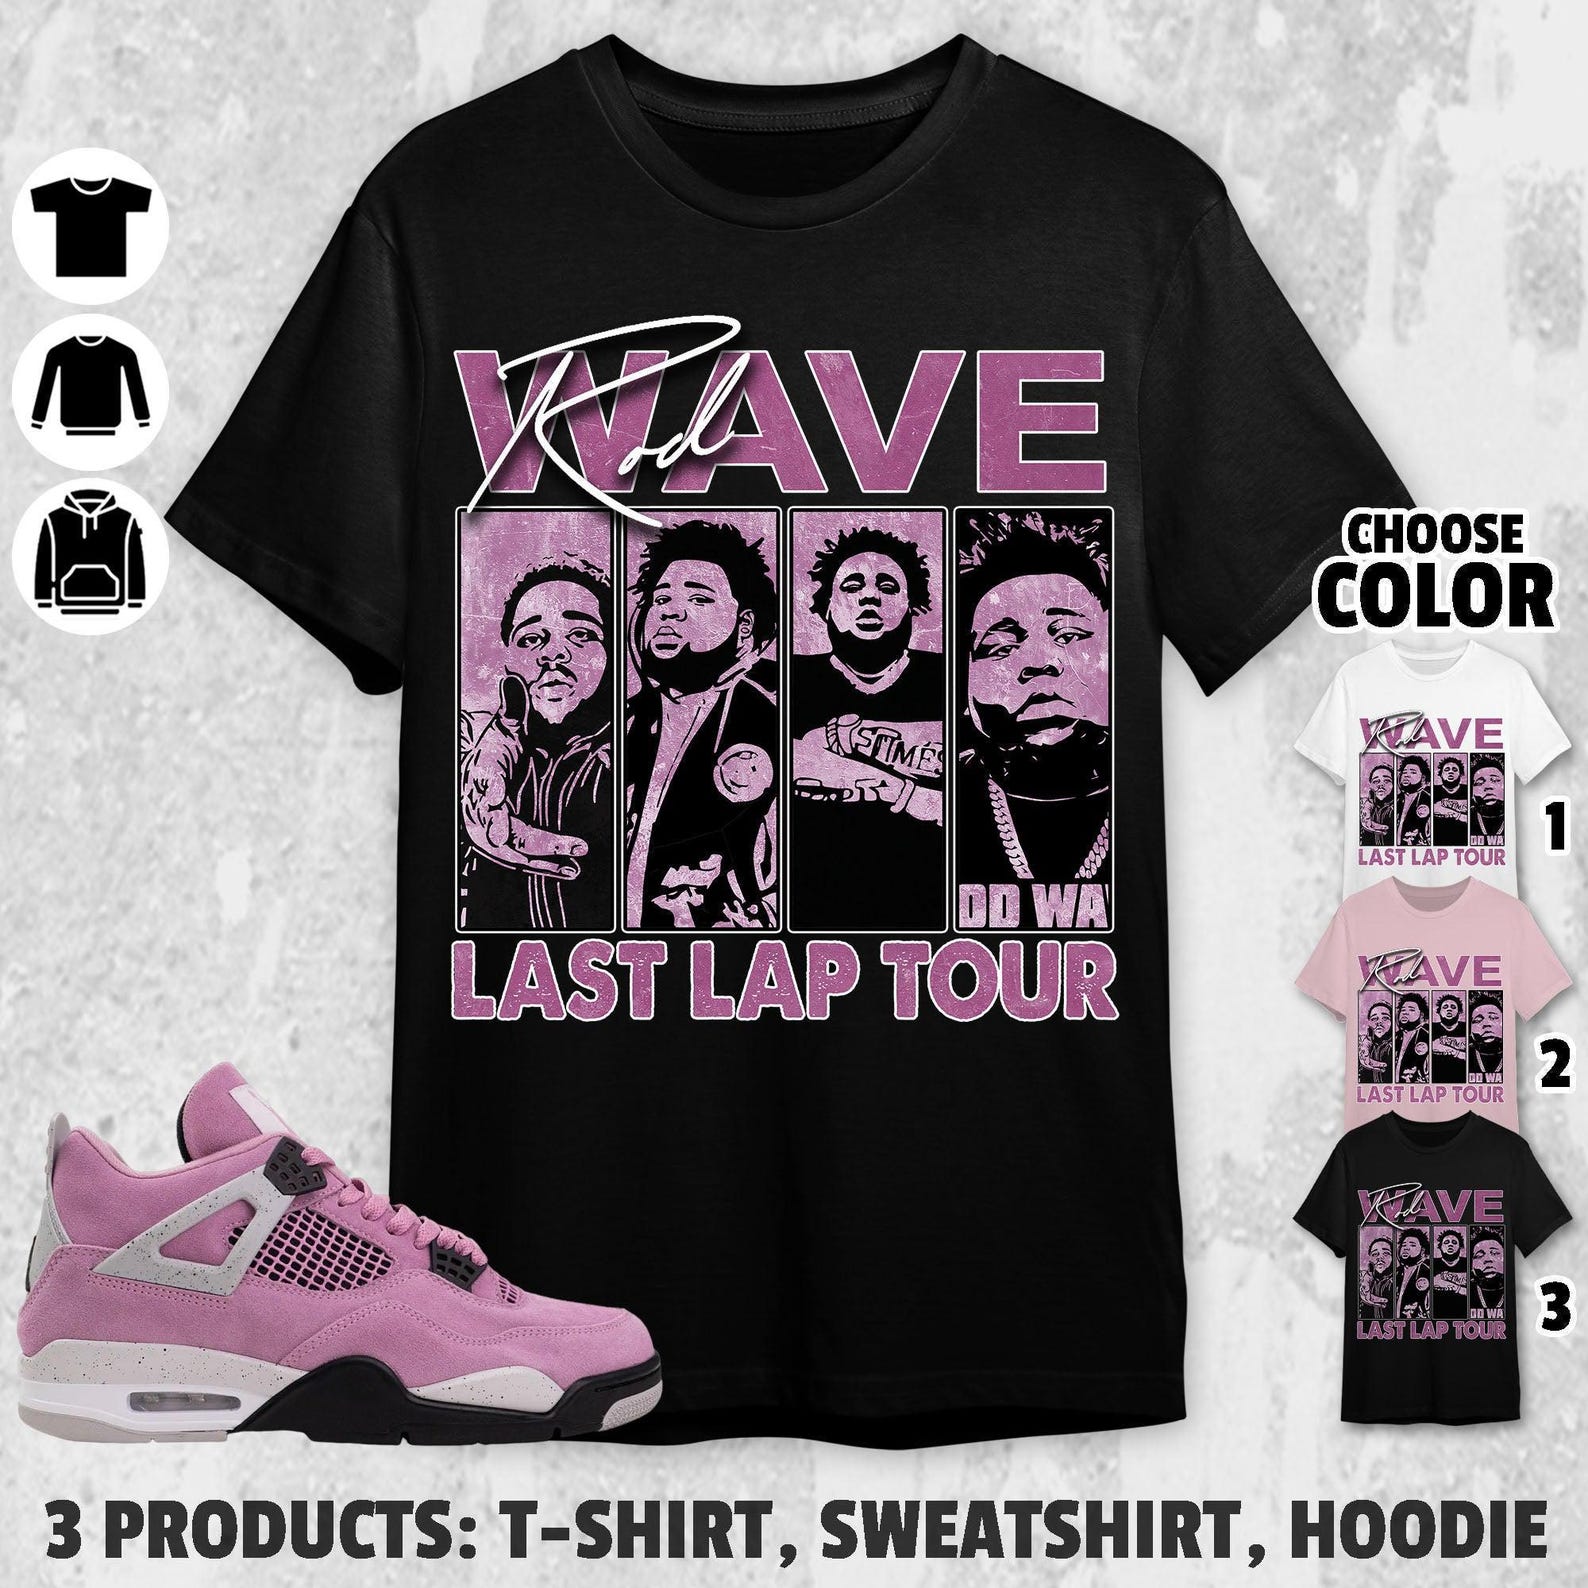 Rod
WAVE
STIMÉ
OD WA
LAST LAP TOUR
CHOOSE
COLOR
Rod
WAVE
OD WA
LAST LAP TOUR
1
Rod
WAVE
OD WA
LAST LAP TOUR
2
Rod
WAVE
OD WA
LAST LAP TOUR
3
3 PRODUCTS: T-SHIRT, SWEATSHIRT, HOODIE